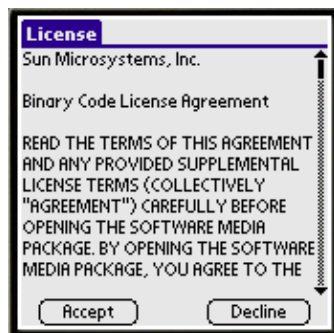 License
Sun Microsystems, Inc.
Binary Code License Agreement
READ THE TERMS OF THIS AGREEMENT
AND ANY PROVIDED SUPPLEMENTAL
LICENSE TERMS (COLLECTIVELY
"AGREEMENT") CAREFULLY BEFORE
OPENING THE SOFTWARE MEDIA
PACKAGE. BY OPENING THE SOFTWARE
MEDIA PACKAGE, YOU AGREE TO THE
Accept Decline